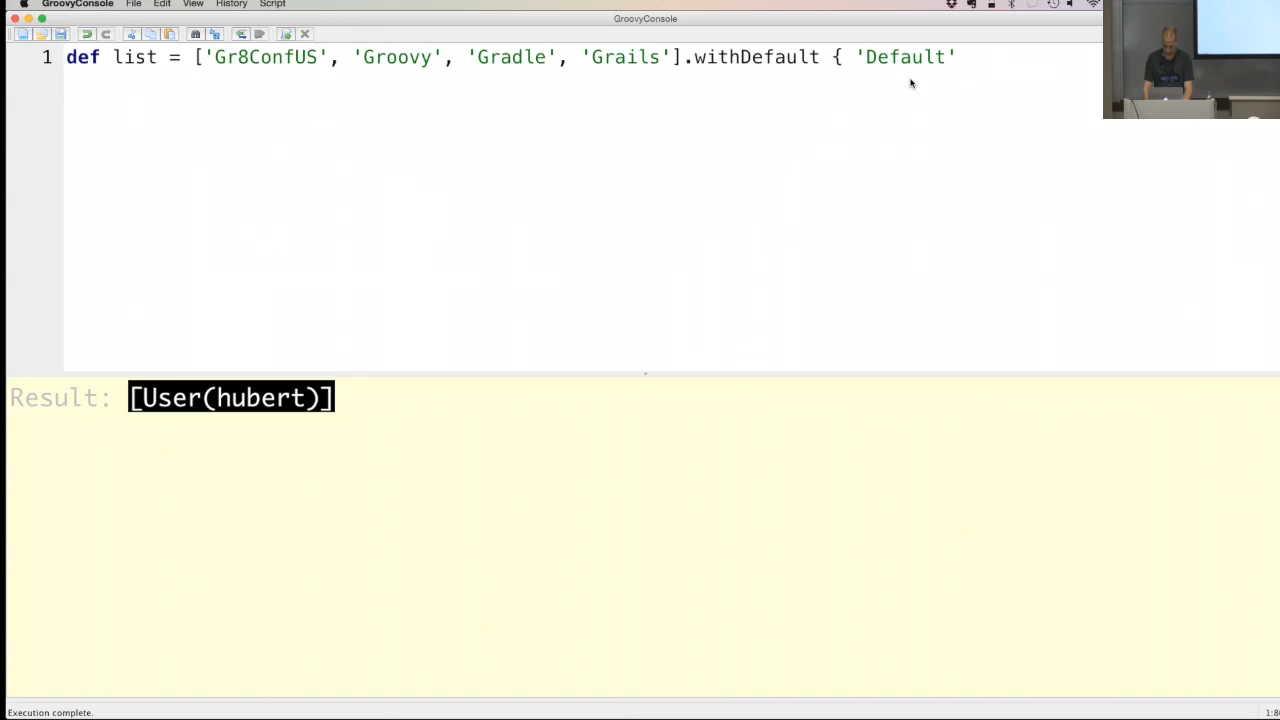 GroovyConsole File Edit View History Script
GroovyConsole
1 def list = ['Gr8ConfUS', 'Groovy', 'Gradle', 'Grails'].withDefault { 'Default'
Result: [User(hubert)]
Execution complete.